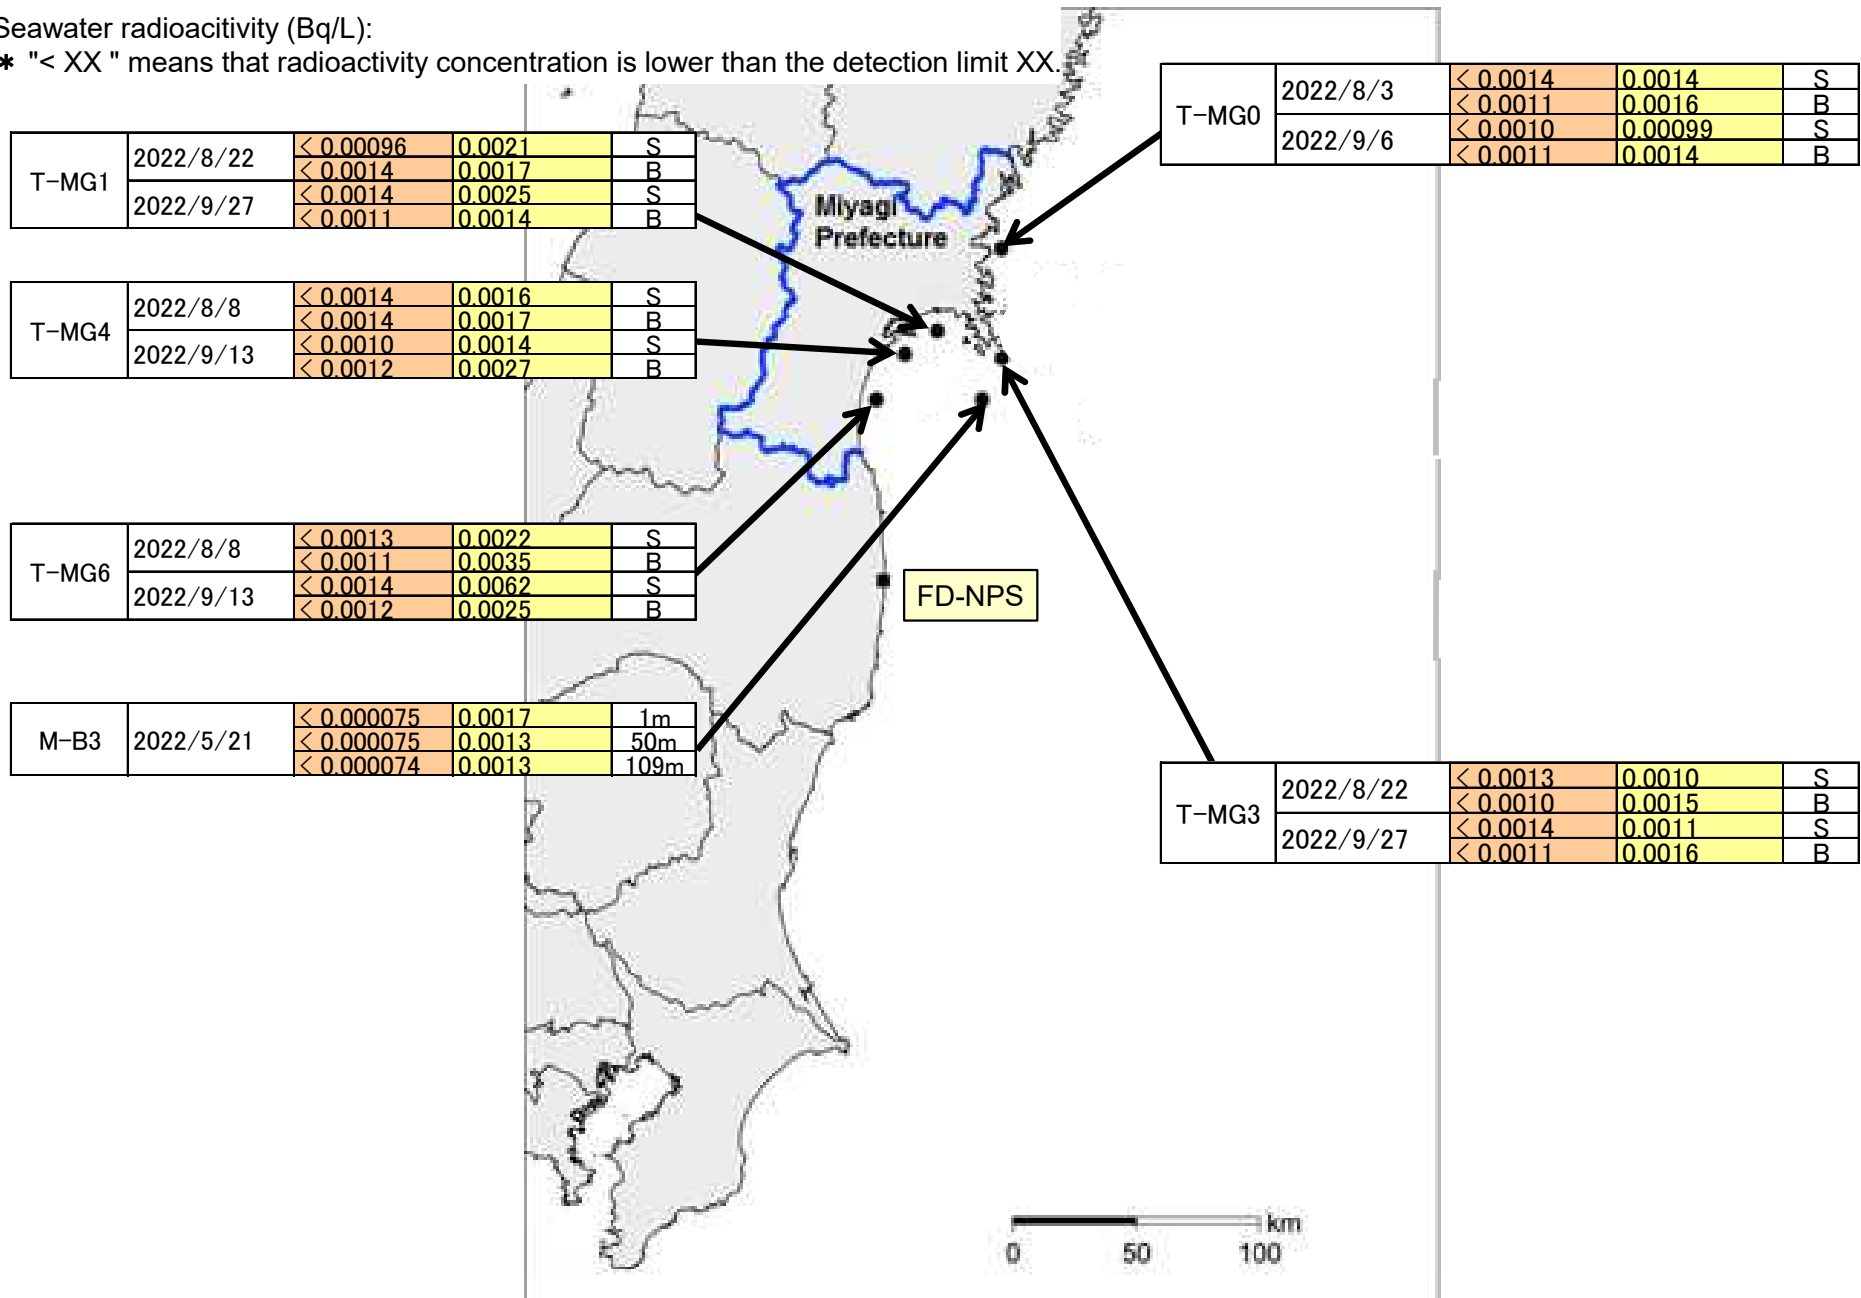 Seawater radioacitivity (Bq/L):
* "< XX " means that radioactivity concentration is lower than the detection limit XX.
T-MG0
2022/8/3 < 0.0014 0.0014 S
< 0.0011 0.0016 B
2022/9/6 < 0.0010 0.00099 S
< 0.0011 0.0014 B
T-MG1
2022/8/22 < 0.00096 0.0021 S
< 0.0014 0.0017 B
2022/9/27 < 0.0014 0.0025 S
< 0.0011 0.0014 B
Miyagi
Prefecture
T-MG4
2022/8/8 < 0.0014 0.0016 S
< 0.0014 0.0017 B
2022/9/13 < 0.0010 0.0014 S
< 0.0012 0.0027 B
T-MG6
2022/8/8 < 0.0013 0.0022 S
< 0.0011 0.0035 B
2022/9/13 < 0.0014 0.0062 S
< 0.0012 0.0025 B
FD-NPS
M-B3
2022/5/21 < 0.000075 0.0017 1m
< 0.000075 0.0013 50m
< 0.000074 0.0013 109m
T-MG3
2022/8/22 < 0.0013 0.0010 S
< 0.0010 0.0015 B
2022/9/27 < 0.0014 0.0011 S
< 0.0011 0.0016 B
km
0 50 100